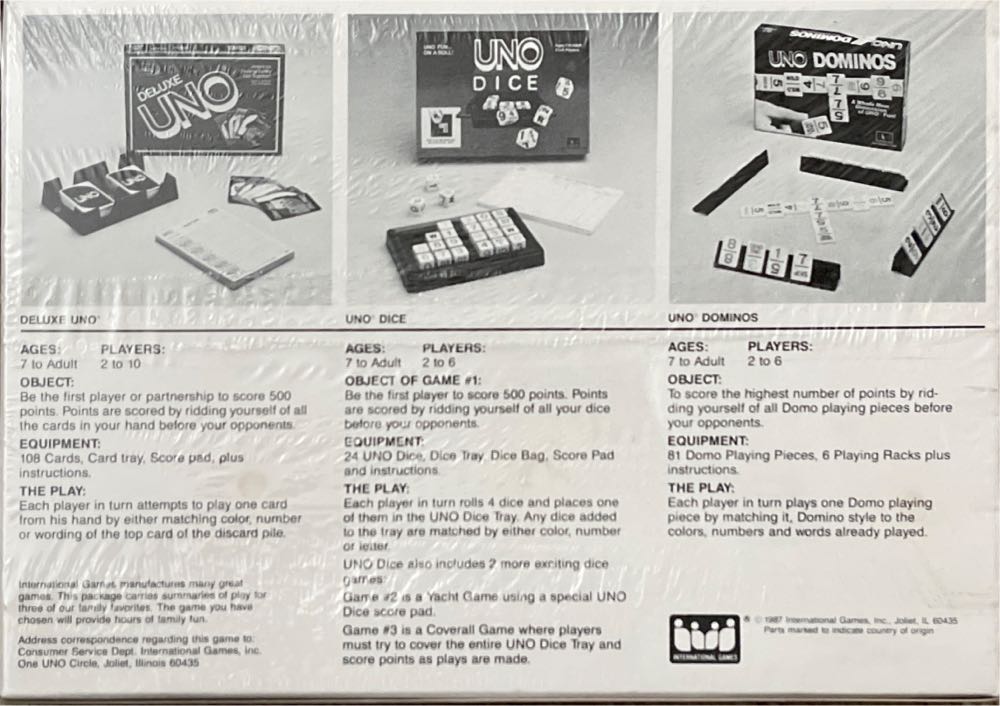 DELUXE
UNO
UNO FUN...
ON A ROLL!
UNO
DICE
UNO DOMINOS
UNO DOMINOS
A Whole New
Dimension
of UNO Fun!
DELUXE UNO®
AGES: PLAYERS:
7 to Adult 2 to 10
OBJECT:
Be the first player or partnership to score 500
points. Points are scored by ridding yourself of all
the cards in your hand before your opponents.
EQUIPMENT:
108 Cards, Card tray, Score pad, plus
instructions.
THE PLAY:
Each player in turn attempts to play one card
from his hand by either matching color, number
or wording of the top card of the discard pile.
International Games manufactures many great
games. This package carries summaries of play for
three of our family favorites. The game you have
chosen will provide hours of family fun.
Address correspondence regarding this game to:
Consumer Service Dept. International Games, Inc.
One UNO Circle, Joliet, Illinois 60435
UNO® DICE
AGES: PLAYERS:
7 to Adult 2 to 6
OBJECT OF GAME #1:
Be the first player to score 500 points. Points
are scored by ridding yourself of all your dice
before your opponents.
EQUIPMENT:
24 UNO Dice, Dice Tray, Dice Bag, Score Pad
and instructions.
THE PLAY:
Each player in turn rolls 4 dice and places one
of them in the UNO Dice Tray. Any dice added
to the tray are matched by either color, number
or letter.
UNO Dice also includes 2 more exciting dice
games:
Game #2 is a Yacht Game using a special UNO
Dice score pad.
Game #3 is a Coverall Game where players
must try to cover the entire UNO Dice Tray and
score points as plays are made.
UNO® DOMINOS
AGES: PLAYERS:
7 to Adult 2 to 6
OBJECT:
To score the highest number of points by rid-
ding yourself of all Domo playing pieces before
your opponents.
EQUIPMENT:
81 Domo Playing Pieces, 6 Playing Racks plus
instructions.
THE PLAY:
Each player in turn plays one Domo playing
piece by matching it, Domino style to the
colors, numbers and words already played.
INTERNATIONAL GAMES
® © 1987 International Games, Inc., Joliet, IL 60435
Parts marked to indicate country of origin